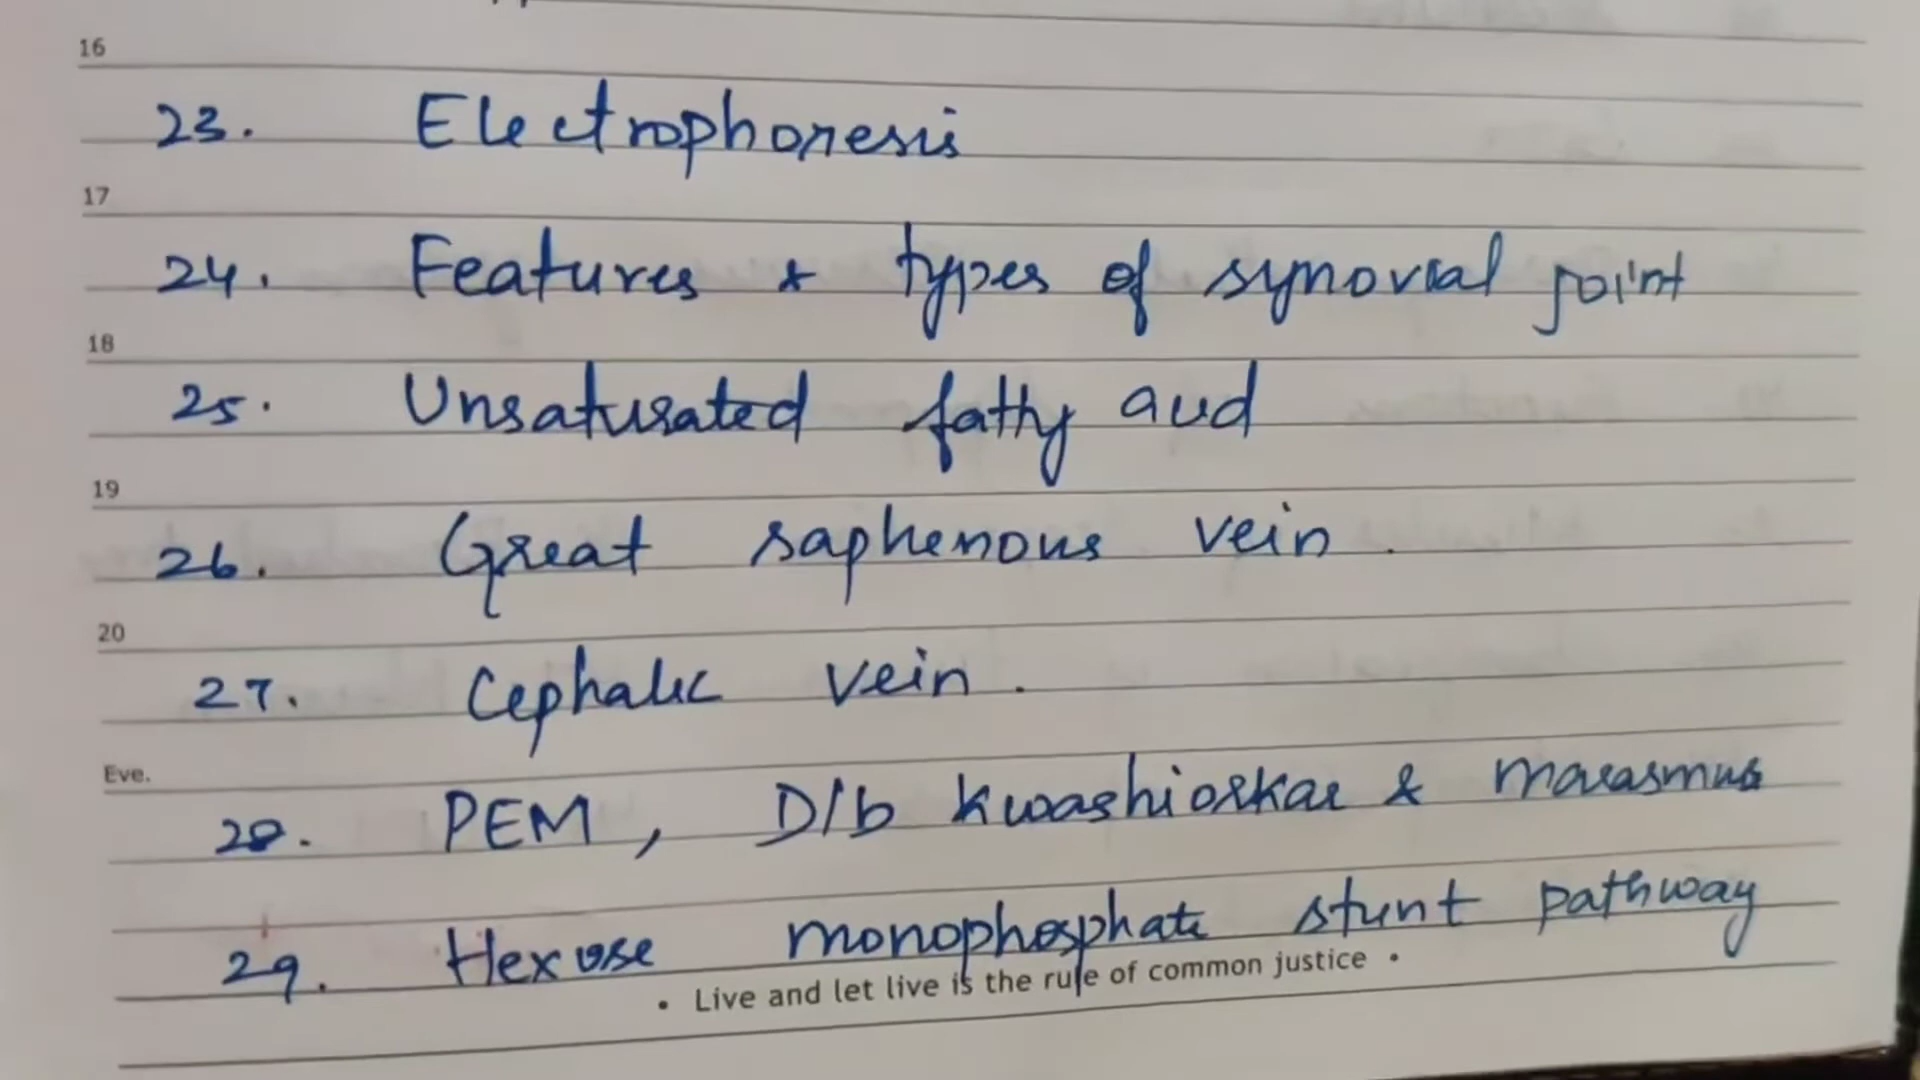 16
23. Electrophoresis
17
24. Features & types of synovial joint
18
25. Unsaturated fatty acid
19
26. Great saphenous vein.
20
27. Cephalic vein.
Eve.
28. PEM, D/b kwashiorkar & marasmus
29. Hexose monophosphate stunt pathway
• Live and let live is the rule of common justice •